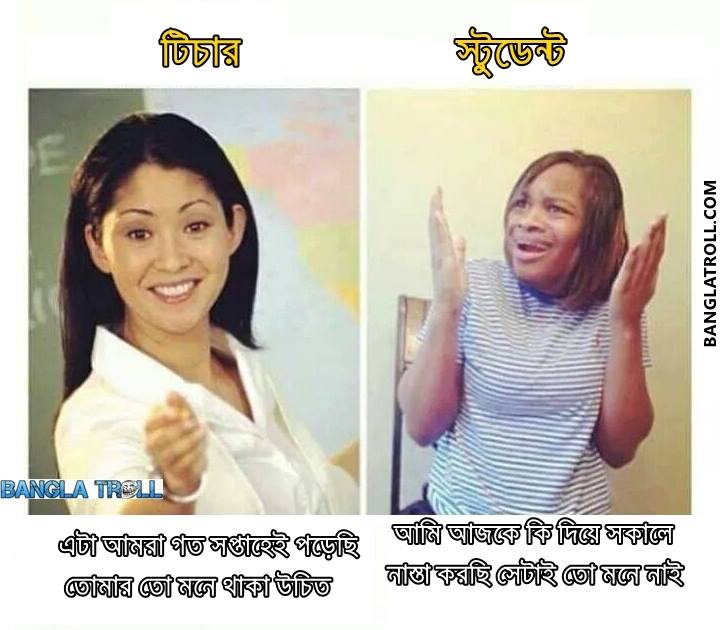 টিচার
স্টুডেন্ট
BANGLATROLL.COM
BANGLA TROLL
এটা আমরা গত সপ্তাহেই পড়েছি
তোমার তো মনে থাকা উচিত
আমি আজকে কি দিয়ে সকালে
নাস্তা করছি সেটাই তো মনে নাই